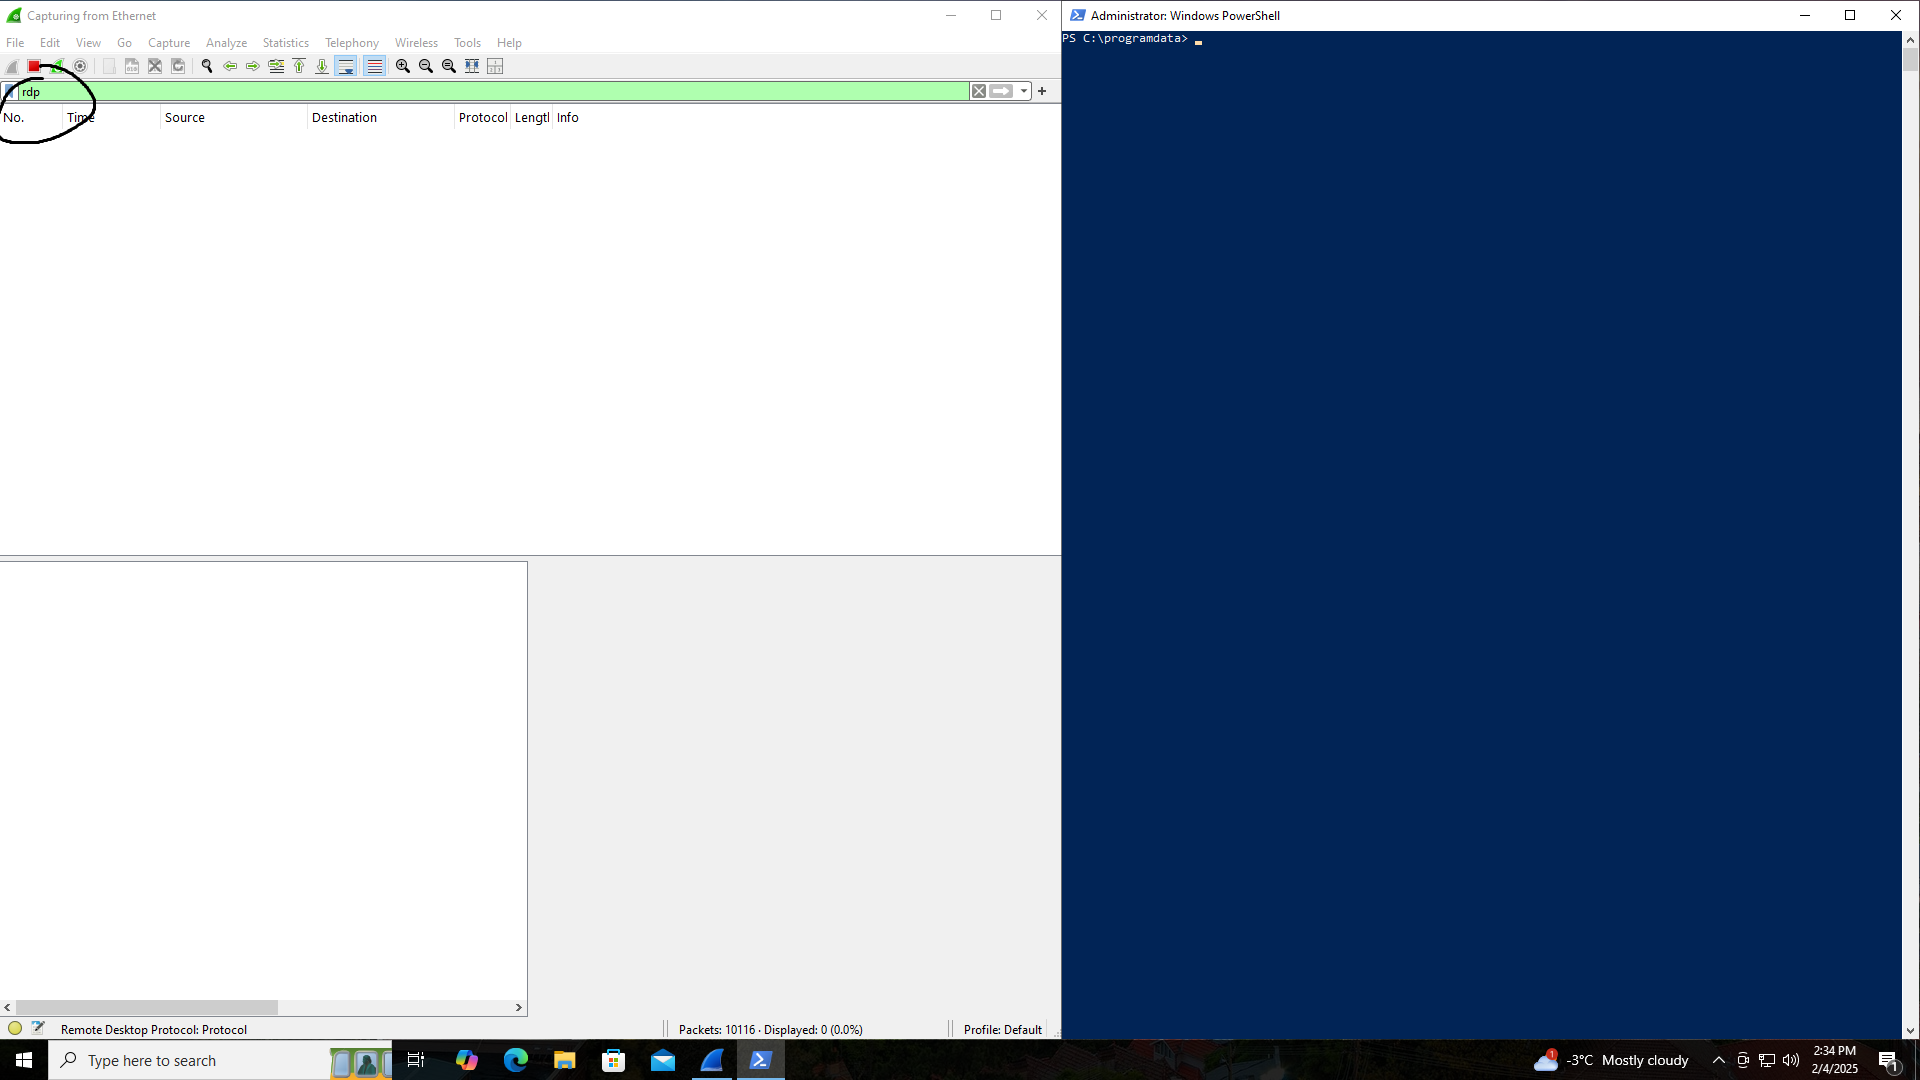 Capturing from Ethernet
File Edit View Go Capture Analyze Statistics Telephony Wireless Tools Help
rdp
No. Time Source Destination Protocol Lengtl Info
Remote Desktop Protocol: Protocol
Packets: 10116 · Displayed: 0 (0.0%)
Profile: Default
Administrator: Windows PowerShell
PS C:\programdata>
Type here to search
1
-3°C Mostly cloudy
2:34 PM
2/4/2025
1